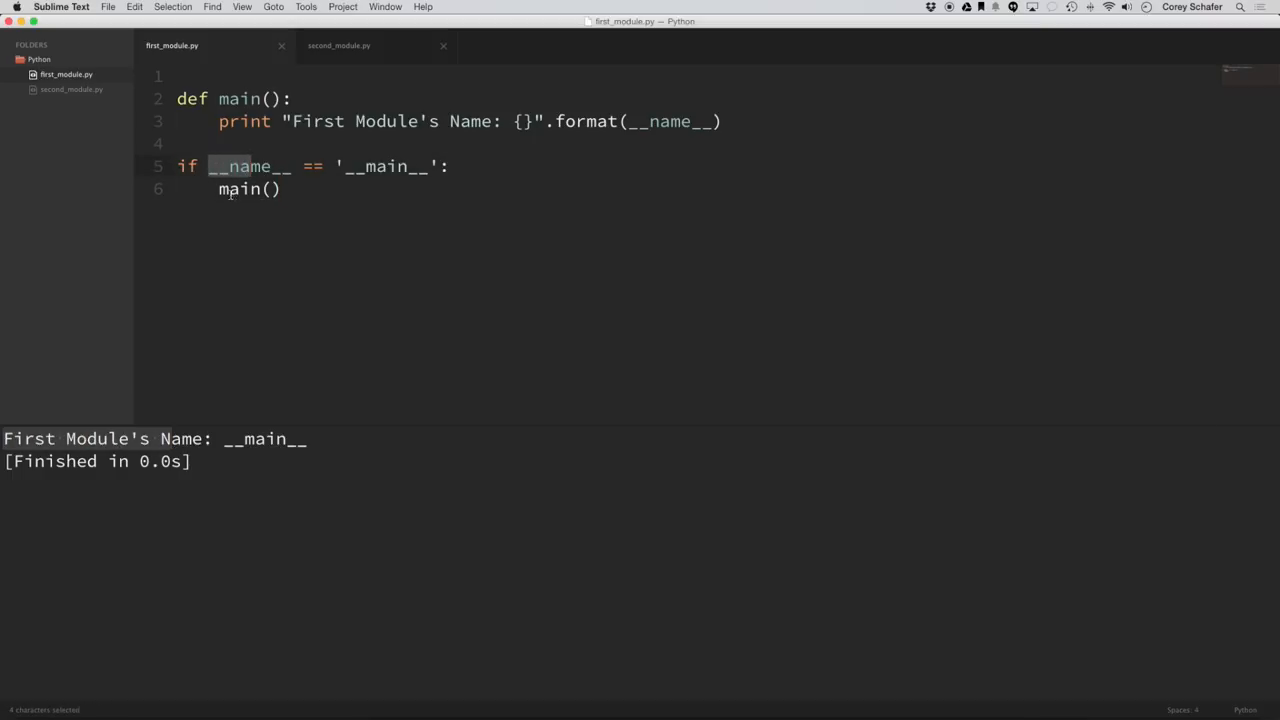 Sublime Text File Edit Selection Find View Goto Tools Project Window Help Corey Schafer
first_module.py — Python
FOLDERS
Python
first_module.py
second_module.py
first_module.py second_module.py
1
2 def main():
3 print "First Module's Name: {}".format(__name__)
4
5 if __name__ == '__main__':
6 main()
First Module's Name: __main__
[Finished in 0.0s]
4 characters selected Spaces: 4 Python